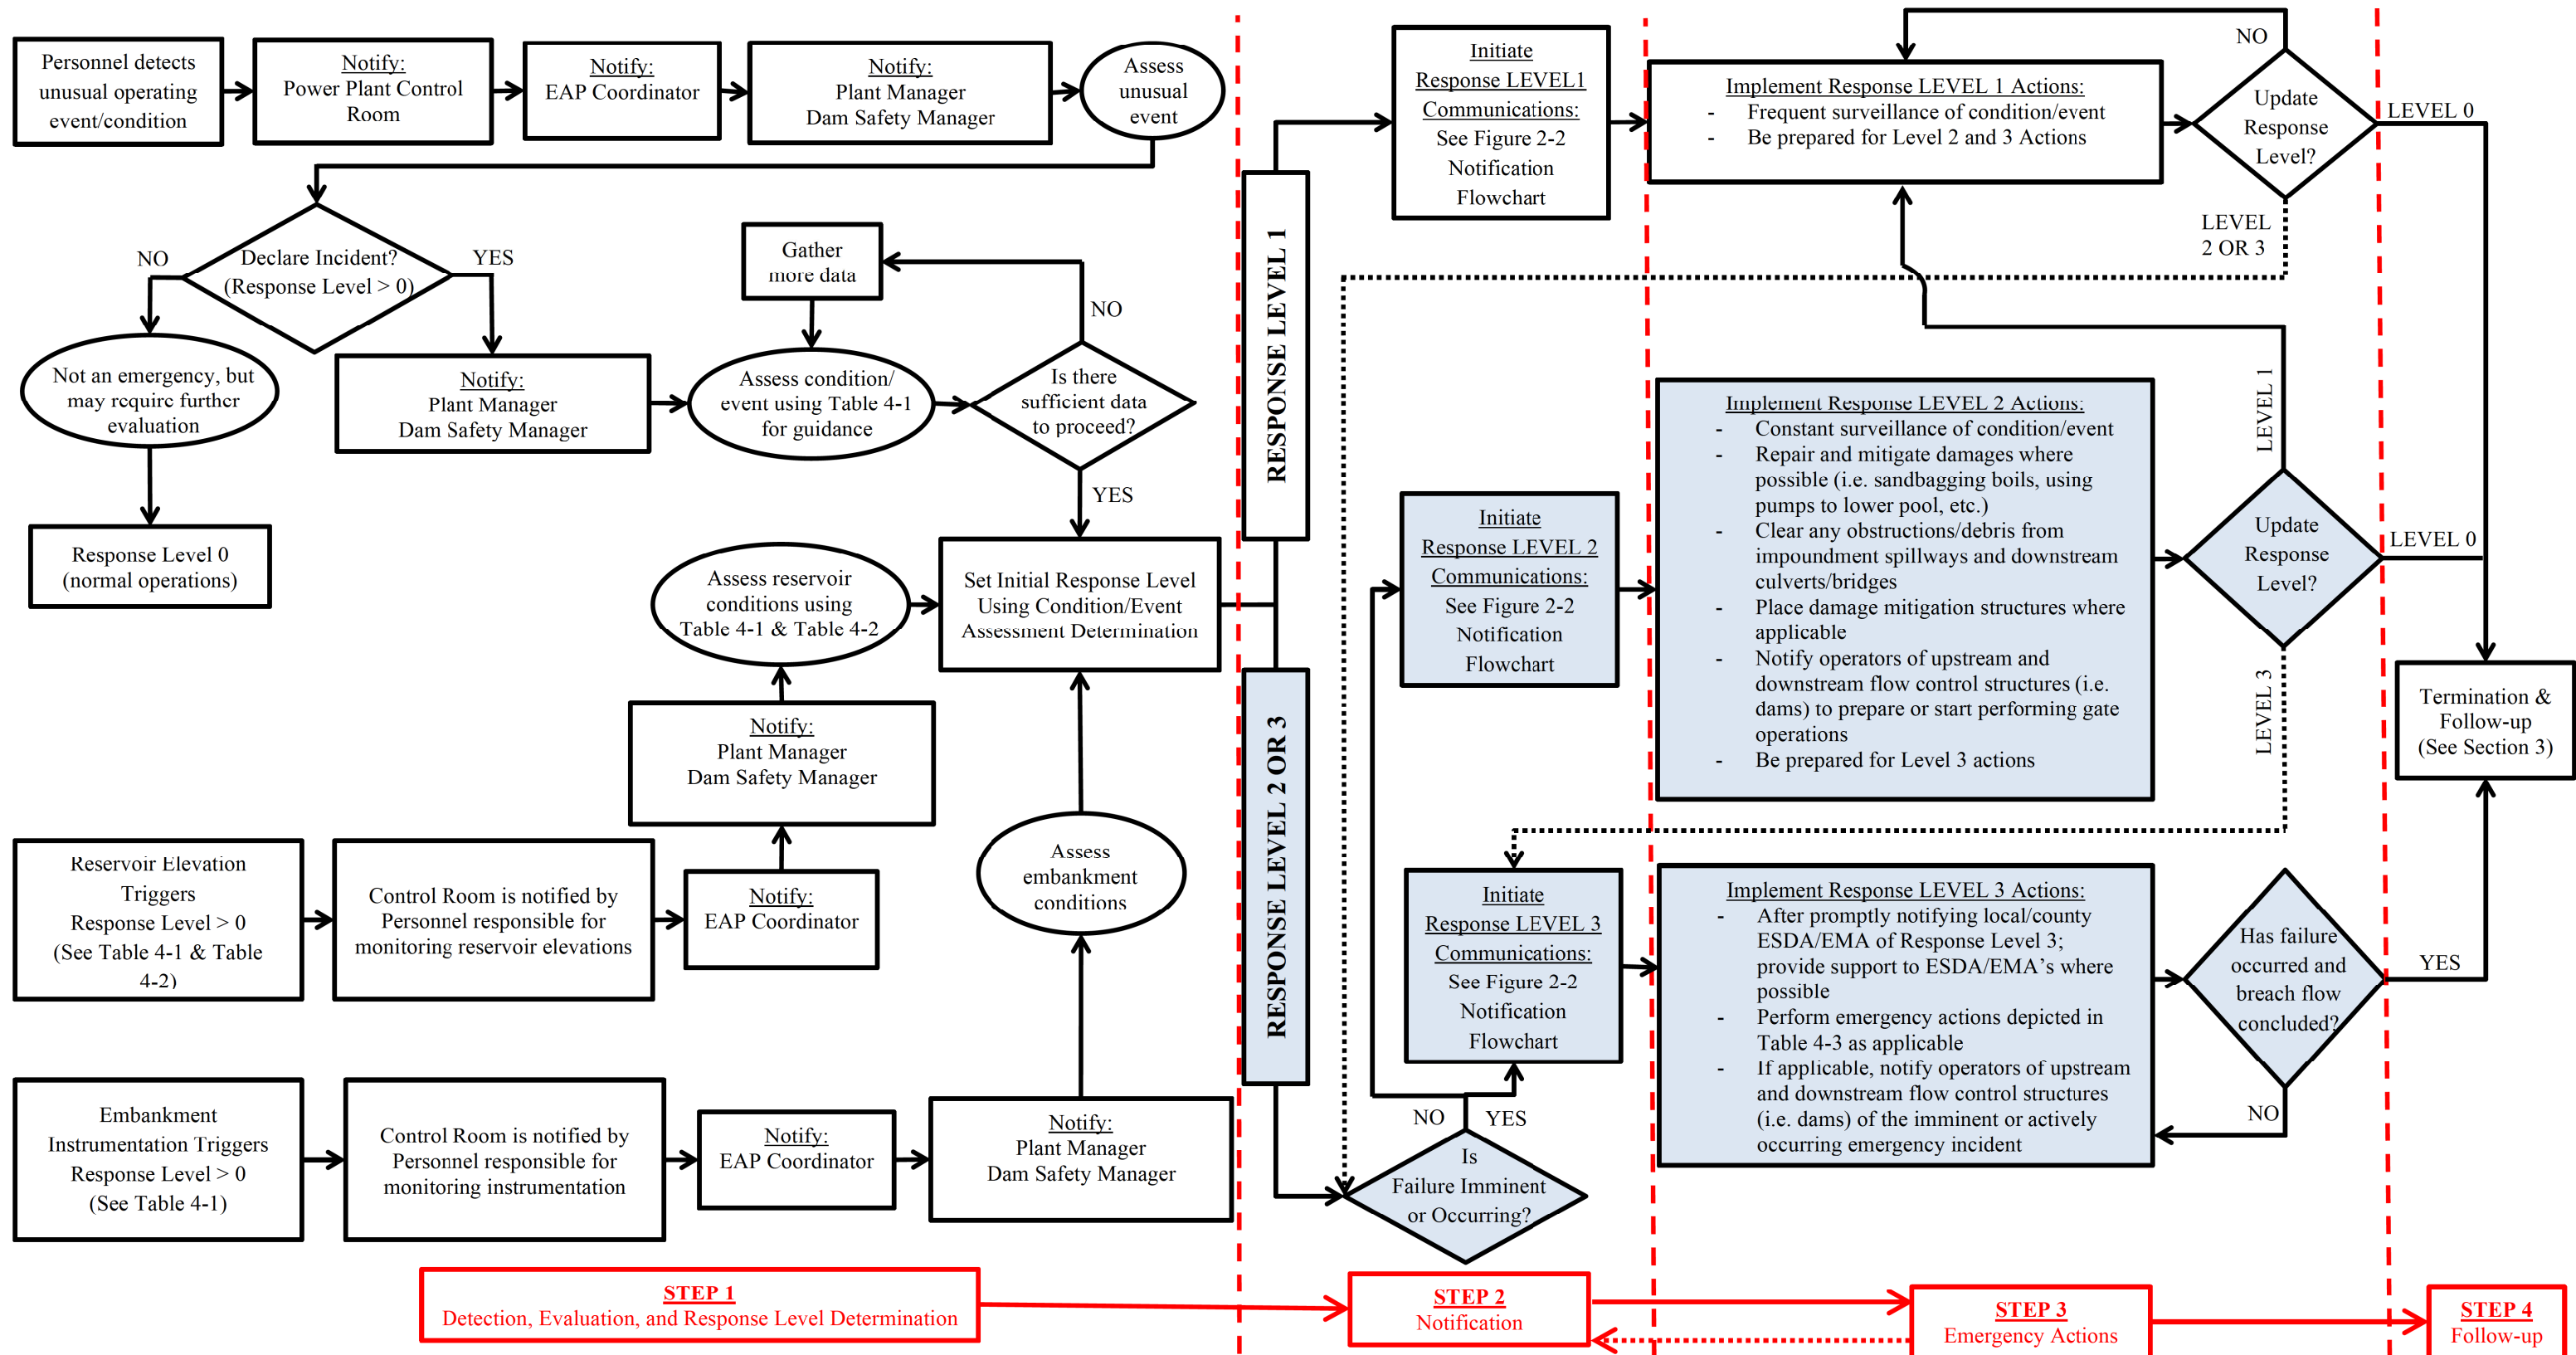 Personnel detects
unusual operating
event/condition
Notify:
Power Plant Control
Room
Notify:
EAP Coordinator
Notify:
Plant Manager
Dam Safety Manager
Assess
unusual
event
Declare Incident?
(Response Level > 0)
NO
YES
Not an emergency, but
may require further
evaluation
Response Level 0
(normal operations)
Notify:
Plant Manager
Dam Safety Manager
Gather
more data
Assess condition/
event using Table 4-1
for guidance
Is there
sufficient data
to proceed?
NO
YES
Assess reservoir
conditions using
Table 4-1 & Table 4-2
Set Initial Response Level
Using Condition/Event
Assessment Determination
Notify:
Plant Manager
Dam Safety Manager
Reservoir Elevation
Triggers
Response Level > 0
(See Table 4-1 & Table
4-2)
Control Room is notified by
Personnel responsible for
monitoring reservoir elevations
Notify:
EAP Coordinator
Assess
embankment
conditions
Embankment
Instrumentation Triggers
Response Level > 0
(See Table 4-1)
Control Room is notified by
Personnel responsible for
monitoring instrumentation
Notify:
EAP Coordinator
Notify:
Plant Manager
Dam Safety Manager
RESPONSE LEVEL 1
RESPONSE LEVEL 2 OR 3
Initiate
Response LEVEL1
Communications:
See Figure 2-2
Notification
Flowchart
Implement Response LEVEL 1 Actions:
- Frequent surveillance of condition/event
- Be prepared for Level 2 and 3 Actions
Update
Response
Level?
NO
LEVEL 0
LEVEL
2 OR 3
Initiate
Response LEVEL 2
Communications:
See Figure 2-2
Notification
Flowchart
Implement Response LEVEL 2 Actions:
- Constant surveillance of condition/event
- Repair and mitigate damages where
possible (i.e. sandbagging boils, using
pumps to lower pool, etc.)
- Clear any obstructions/debris from
impoundment spillways and downstream
culverts/bridges
- Place damage mitigation structures where
applicable
- Notify operators of upstream and
downstream flow control structures (i.e.
dams) to prepare or start performing gate
operations
- Be prepared for Level 3 actions
LEVEL 1
Update
Response
Level?
LEVEL 0
LEVEL 3
Termination &
Follow-up
(See Section 3)
Initiate
Response LEVEL 3
Communications:
See Figure 2-2
Notification
Flowchart
Implement Response LEVEL 3 Actions:
- After promptly notifying local/county
ESDA/EMA of Response Level 3;
provide support to ESDA/EMA's where
possible
- Perform emergency actions depicted in
Table 4-3 as applicable
- If applicable, notify operators of upstream
and downstream flow control structures
(i.e. dams) of the imminent or actively
occurring emergency incident
Has failure
occurred and
breach flow
concluded?
YES
NO
NO
YES
Is
Failure Imminent
or Occurring?
STEP 1
Detection, Evaluation, and Response Level Determination
STEP 2
Notification
STEP 3
Emergency Actions
STEP 4
Follow-up